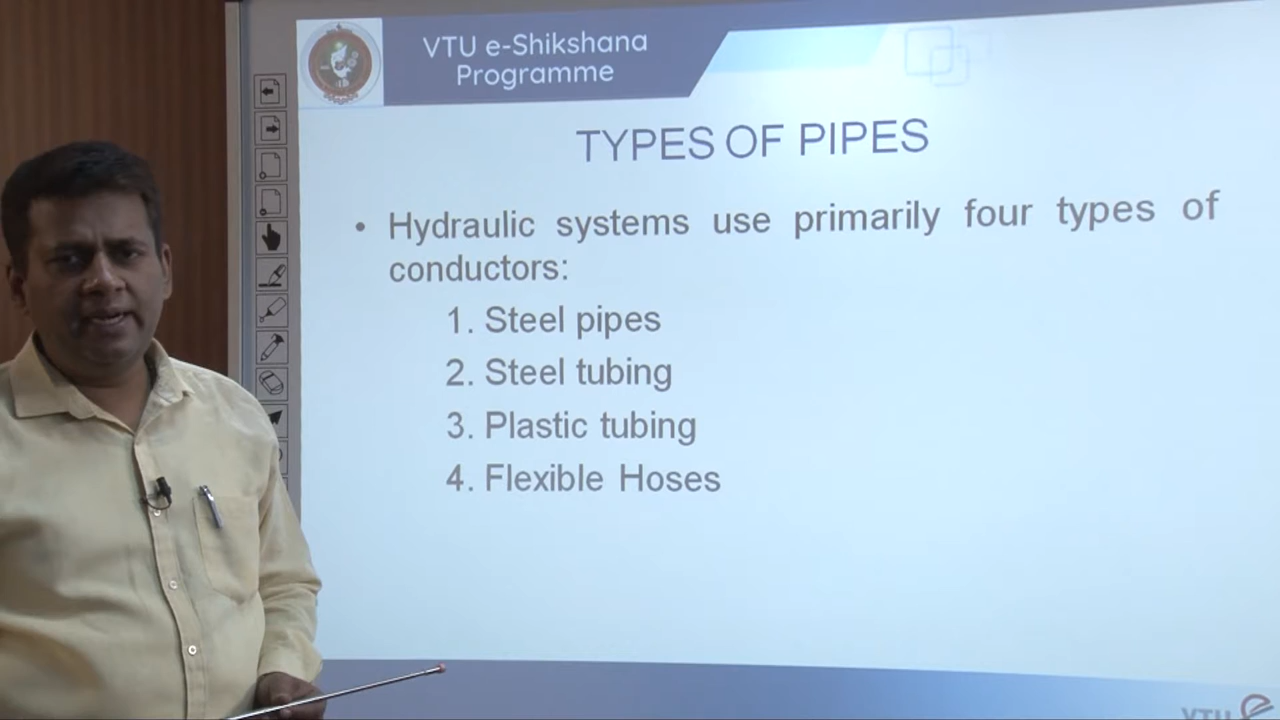 VTU e-Shikshana
Programme
TYPES OF PIPES
• Hydraulic systems use primarily four types of
conductors:
1. Steel pipes
2. Steel tubing
3. Plastic tubing
4. Flexible Hoses
VTU e